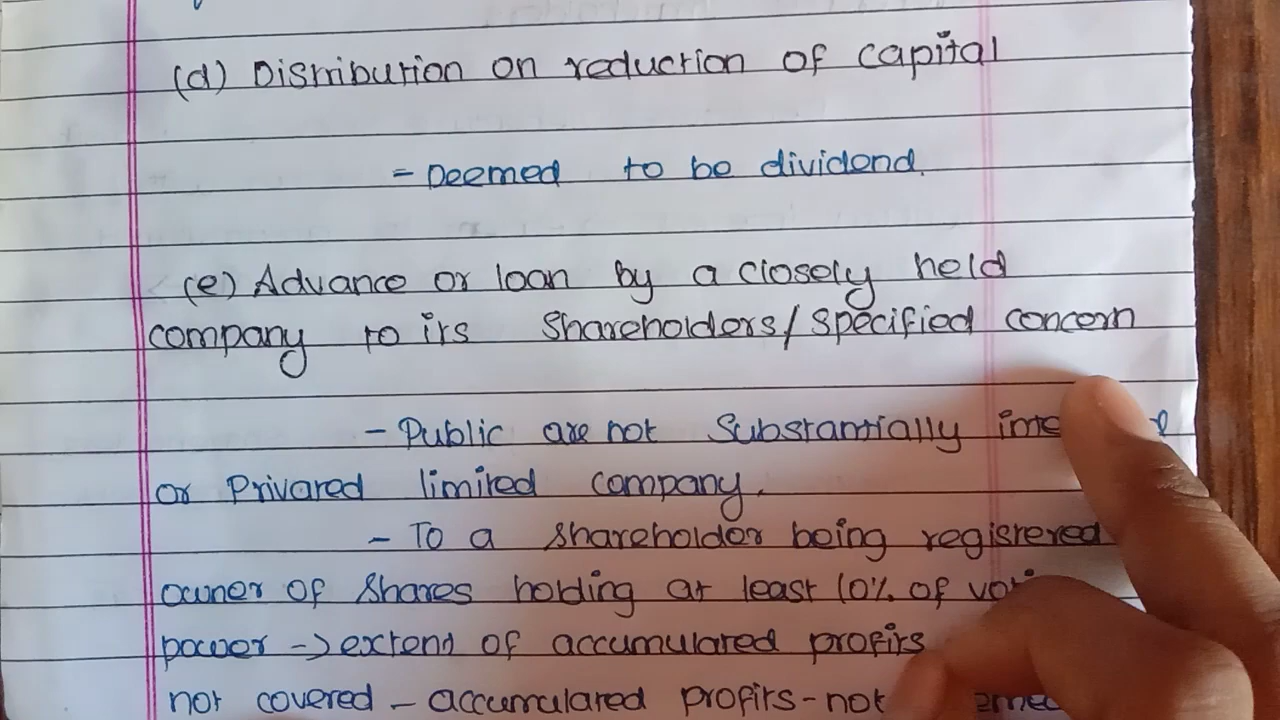 (d) Distribution on reduction of capital
- Deemed to be dividend.
(e) Advance or loan by a closely held
company to its shareholders/specified concern
- Public are not substantially
or Privated limited company.
- To a shareholder being registered
owner of shares holding at least 10% of
power -> extend of accumulated profits
not covered - accumulated profits - not